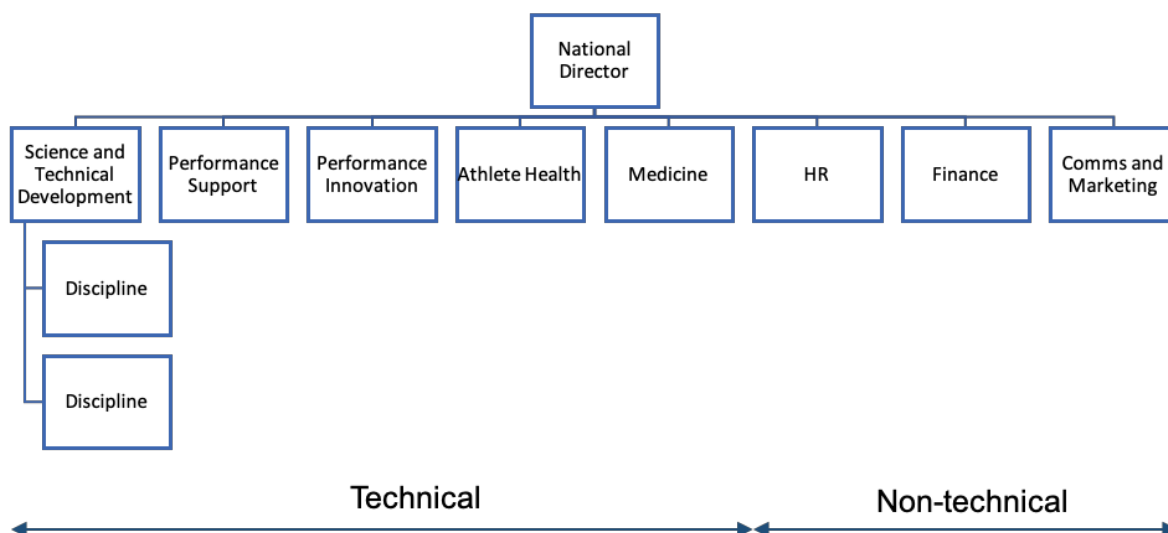 National
Director
Science and
Technical
Development
Performance
Support
Performance
Innovation
Athlete Health
Medicine
HR
Finance
Comms and
Marketing
Discipline
Discipline
Technical
Non-technical